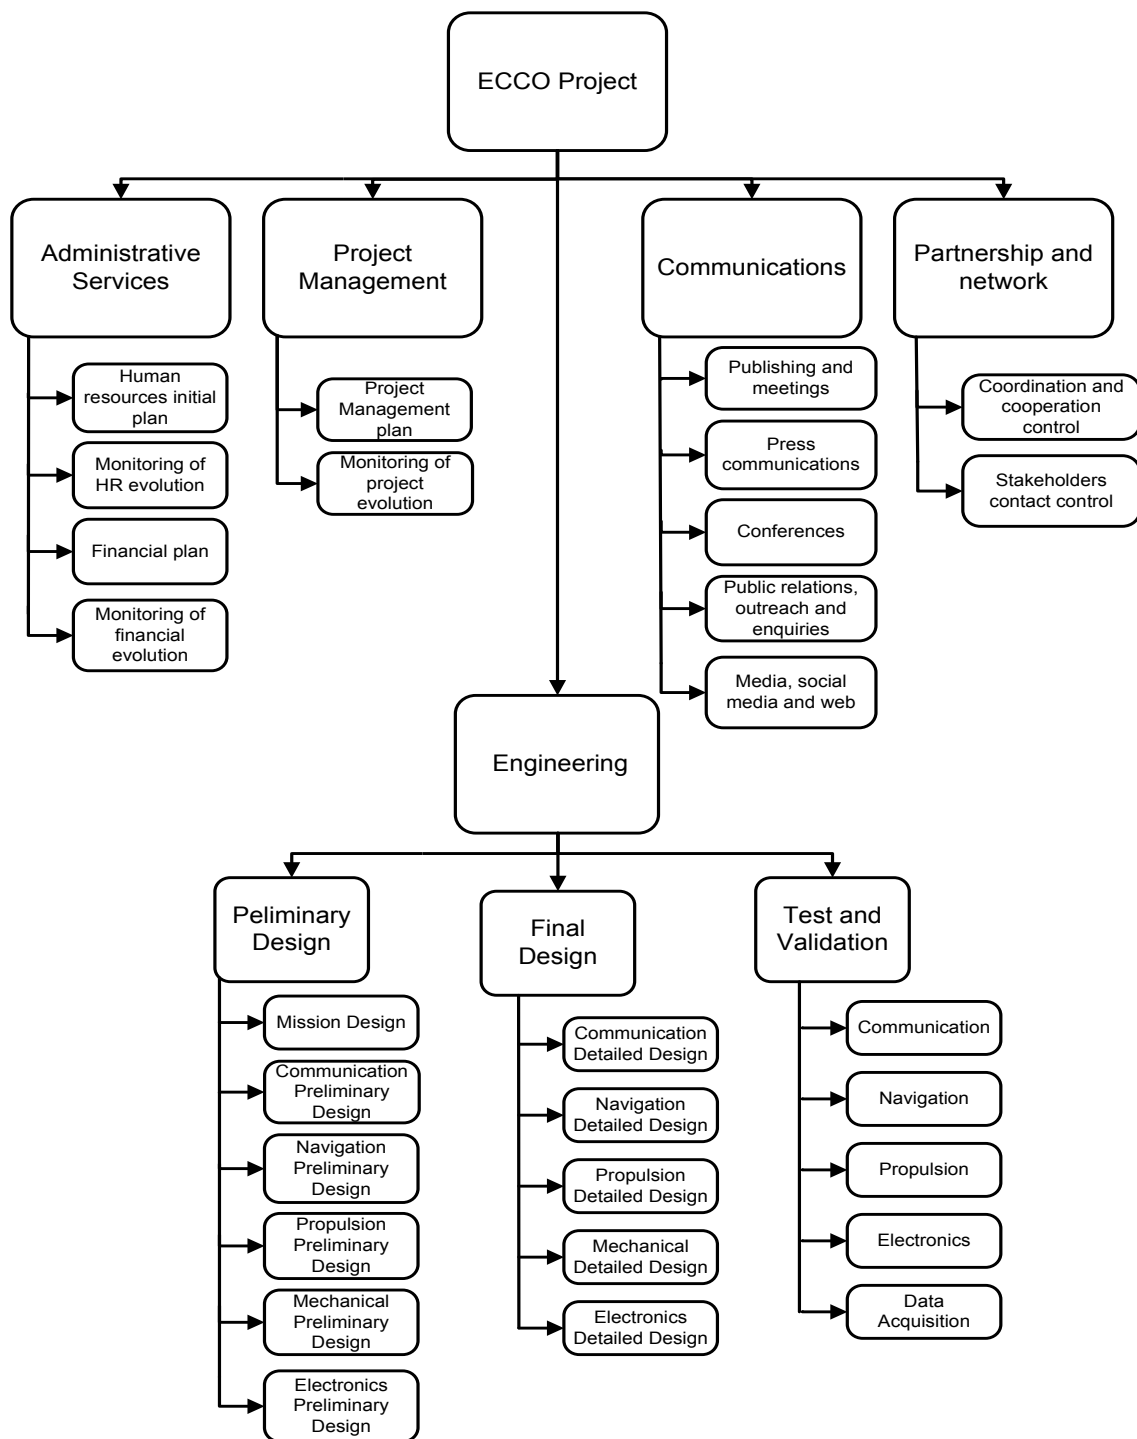 ECCO Project
Administrative
Services
Project
Management
Communications
Partnership and
network
Human
resources initial
plan
Monitoring of
HR evolution
Financial plan
Monitoring of
financial
evolution
Project
Management
plan
Monitoring of
project
evolution
Publishing and
meetings
Press
communications
Conferences
Public relations,
outreach and
enquiries
Media, social
media and web
Coordination and
cooperation
control
Stakeholders
contact control
Engineering
Peliminary
Design
Final
Design
Test and
Validation
Mission Design
Communication
Preliminary
Design
Navigation
Preliminary
Design
Propulsion
Preliminary
Design
Mechanical
Preliminary
Design
Electronics
Preliminary
Design
Communication
Detailed Design
Navigation
Detailed Design
Propulsion
Detailed Design
Mechanical
Detailed Design
Electronics
Detailed Design
Communication
Navigation
Propulsion
Electronics
Data
Acquisition